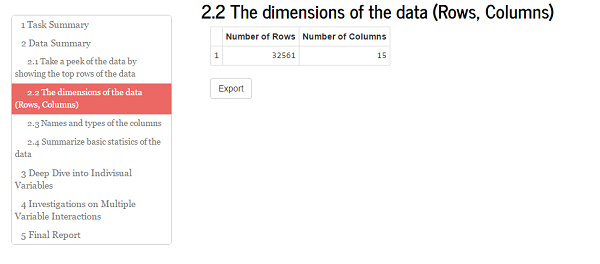 1 Task Summary
2 Data Summary
2.1 Take a peek of the data by
showing the top rows of the data
2.2 The dimensions of the data
(Rows, Columns)
2.3 Names and types of the columns
2.4 Summarize basic statisics of the
data
3 Deep Dive into Indivisual
Variables
4 Investigations on Multiple
Variable Interactions
5 Final Report
2.2 The dimensions of the data (Rows, Columns)
Number of Rows Number of Columns
1 32561 15
Export